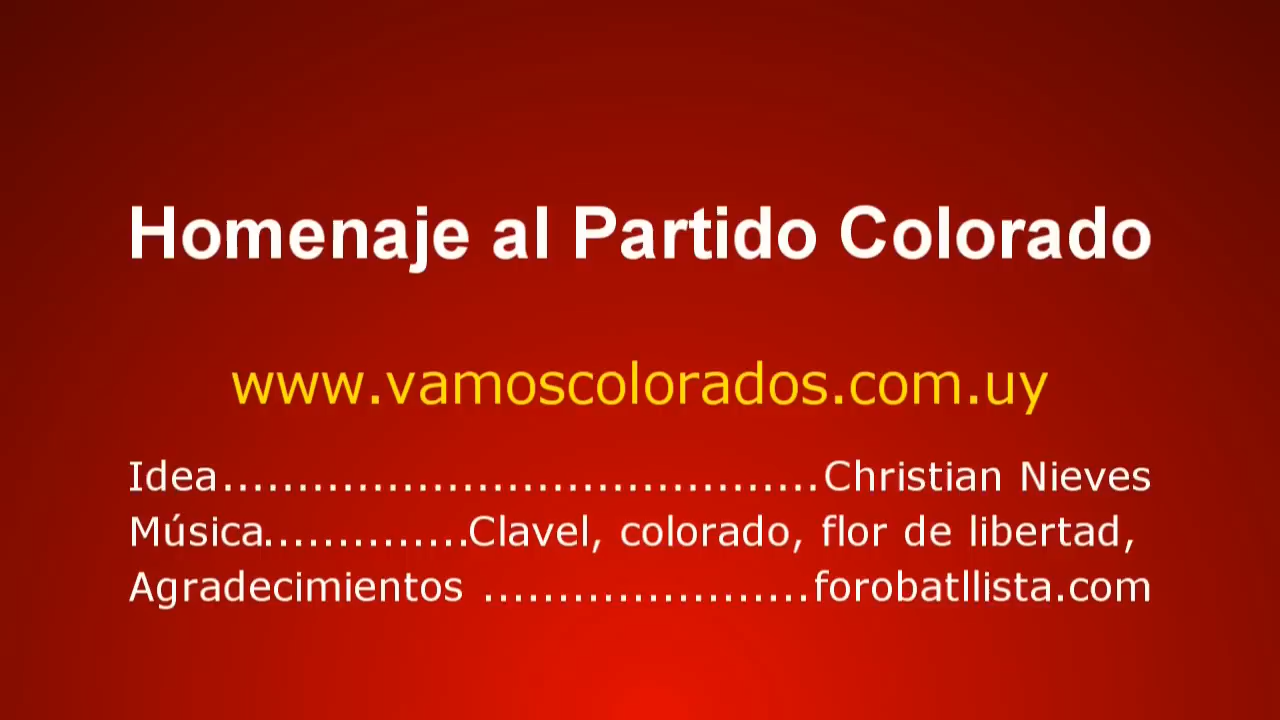 Homenaje al Partido Colorado
www.vamoscolorados.com.uy
Idea........................................Christian Nieves
Música..............Clavel, colorado, flor de libertad,
Agradecimientos ......................forobatllista.com